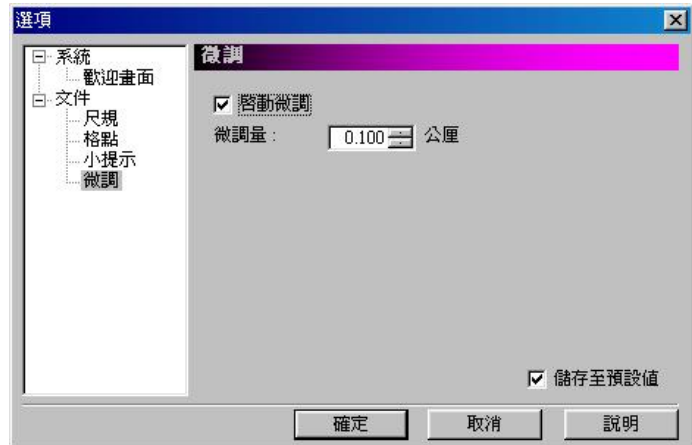 選項
系統
歡迎畫面
文件
尺規
格點
小提示
微調
微調
啓動微調
微調量 : 0.100 公厘
儲存至預設值
確定 取消 說明